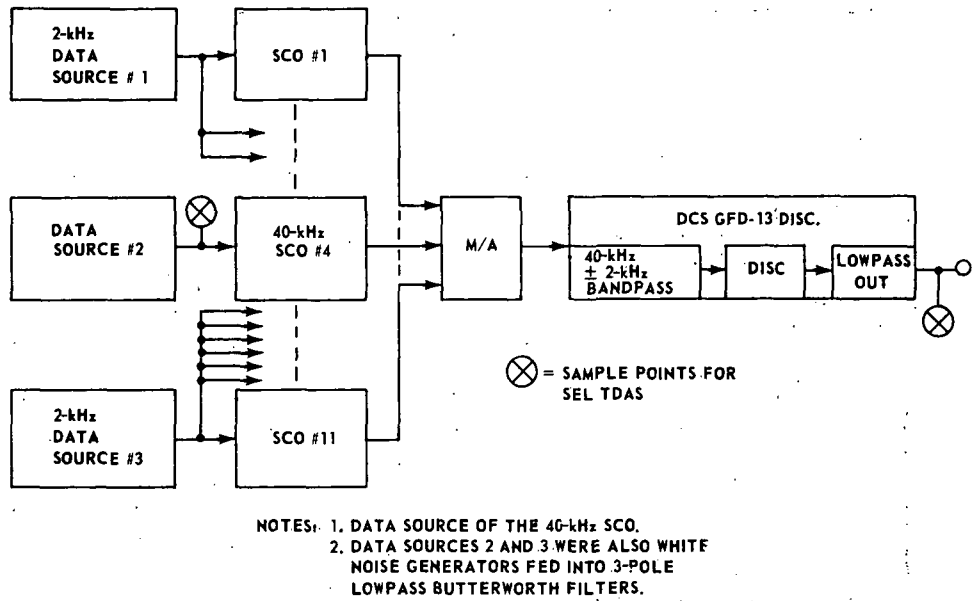 2-kHz
DATA
SOURCE # 1
SCO #1
DATA
SOURCE #2
40-kHz
SCO #4
M/A
DCS GFD-13 DISC.
40-kHz
± 2-kHz
BANDPASS
DISC
LOWPASS
OUT
= SAMPLE POINTS FOR
SEL TDAS
2-kHz
DATA
SOURCE #3
SCO #11
NOTES: 1. DATA SOURCE OF THE 40-kHz SCO.
2. DATA SOURCES 2 AND 3 WERE ALSO WHITE
NOISE GENERATORS FED INTO 3-POLE
LOWPASS BUTTERWORTH FILTERS.